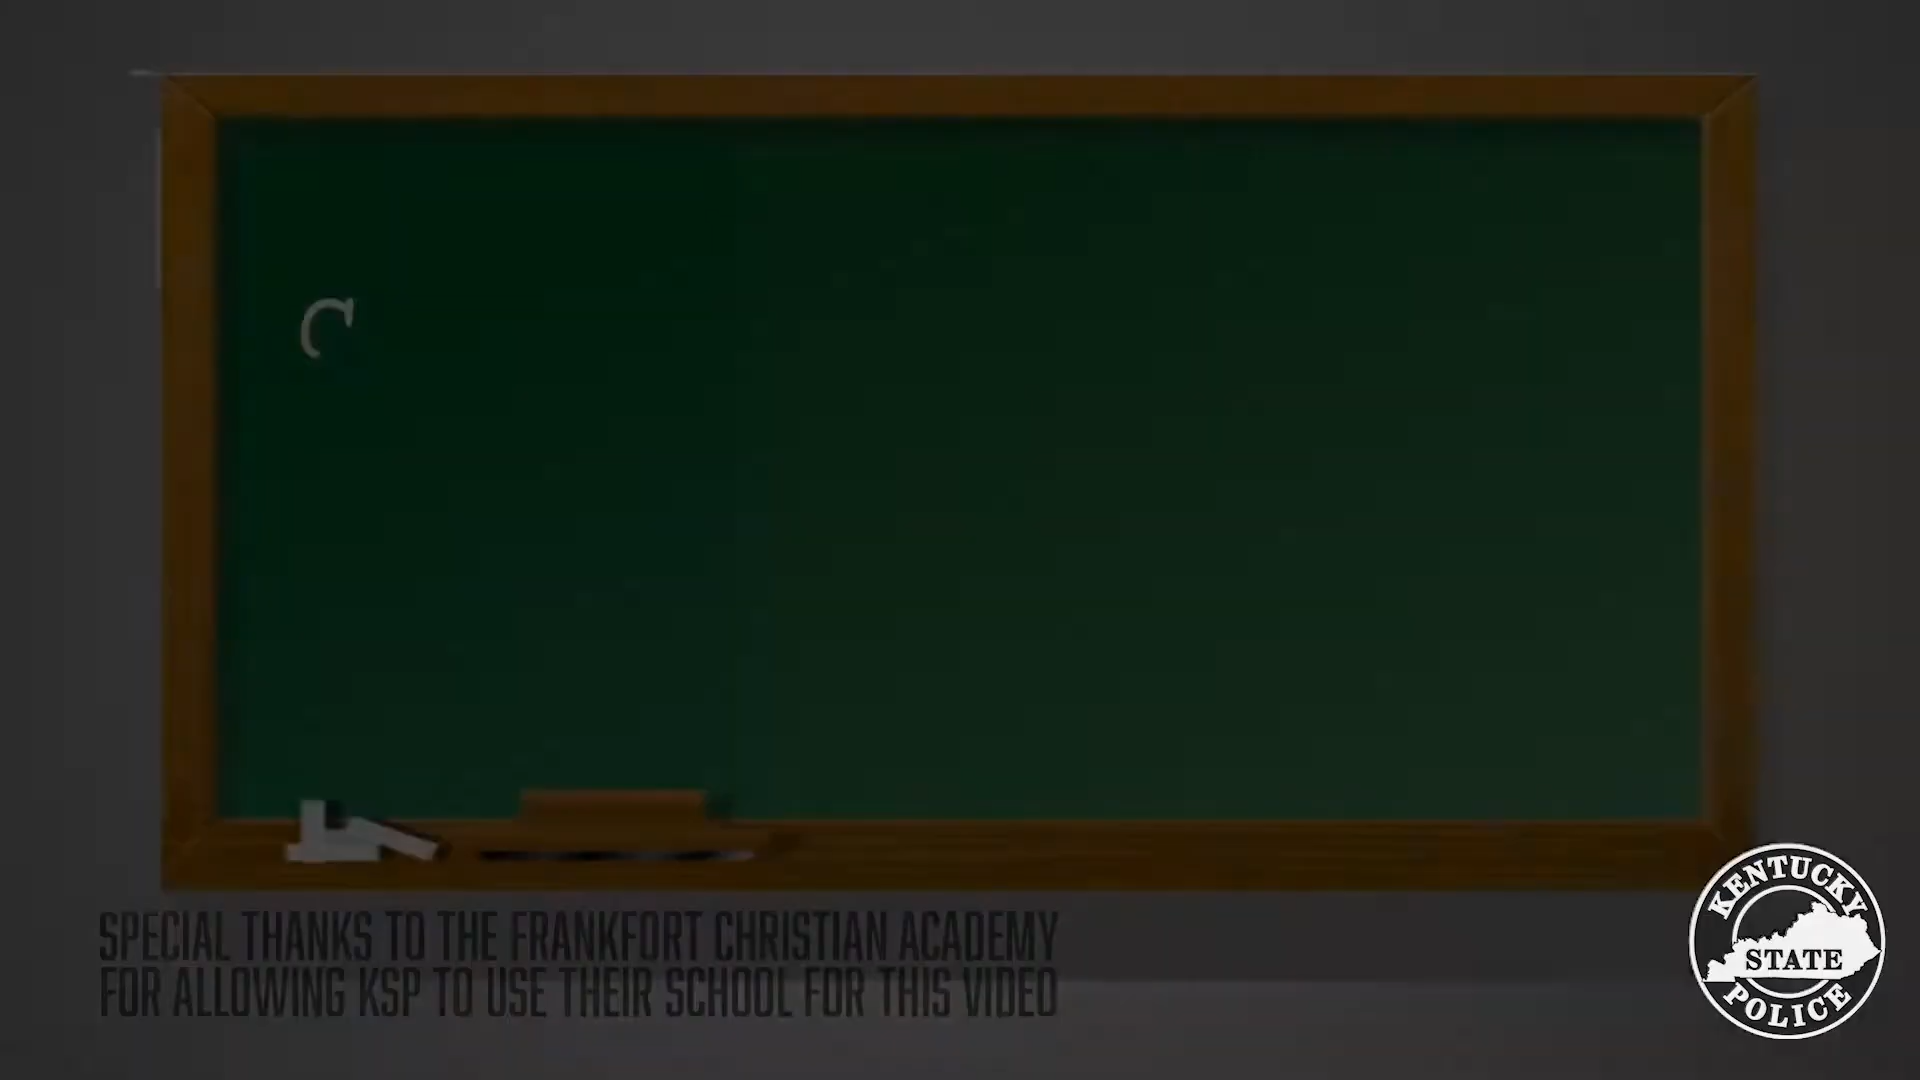 C
SPECIAL THANKS TO THE FRANKFORT CHRISTIAN ACADEMY
FOR ALLOWING KSP TO USE THEIR SCHOOL FOR THIS VIDEO
KENTUCKY
STATE
POLICE